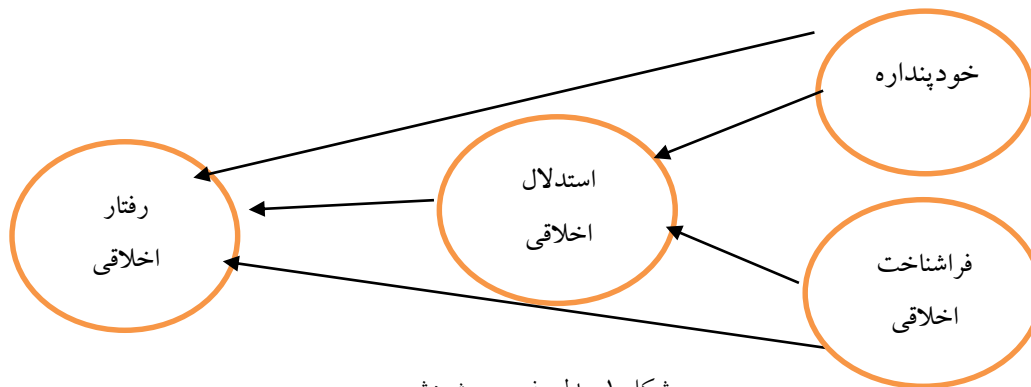 خودپنداره
استدلال
اخلاقی
رفتار
اخلاقی
فراشناخت
اخلاقی